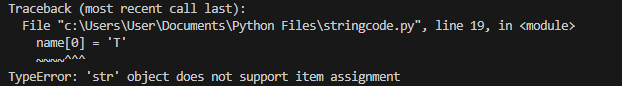 Traceback (most recent call last):
  File "c:\Users\User\Documents\Python Files\stringcode.py", line 19, in <module>
    name[0] = 'T'
    ~~~~^^^
TypeError: 'str' object does not support item assignment